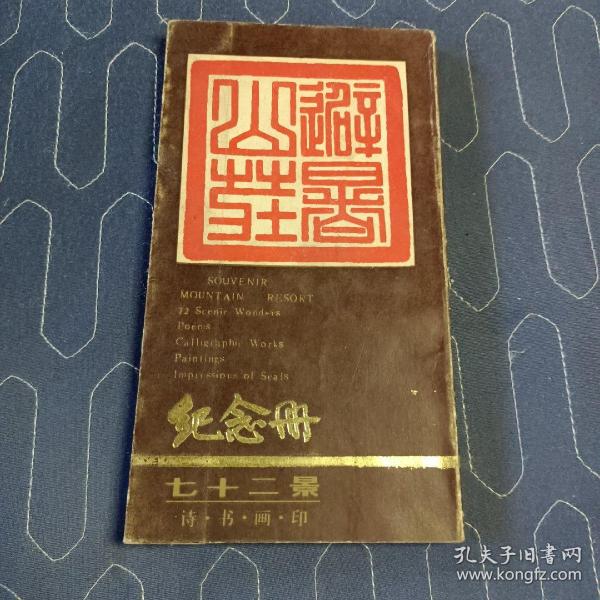 避暑
山莊
SOUVENIR
MOUNTAIN RESORT
72 Scenic Wonders
Poems
Calligraphic Works
Paintings
Impressions of Seals
纪念册
七十二景
诗·书·画·印
孔夫子旧书网
www.kongfz.com